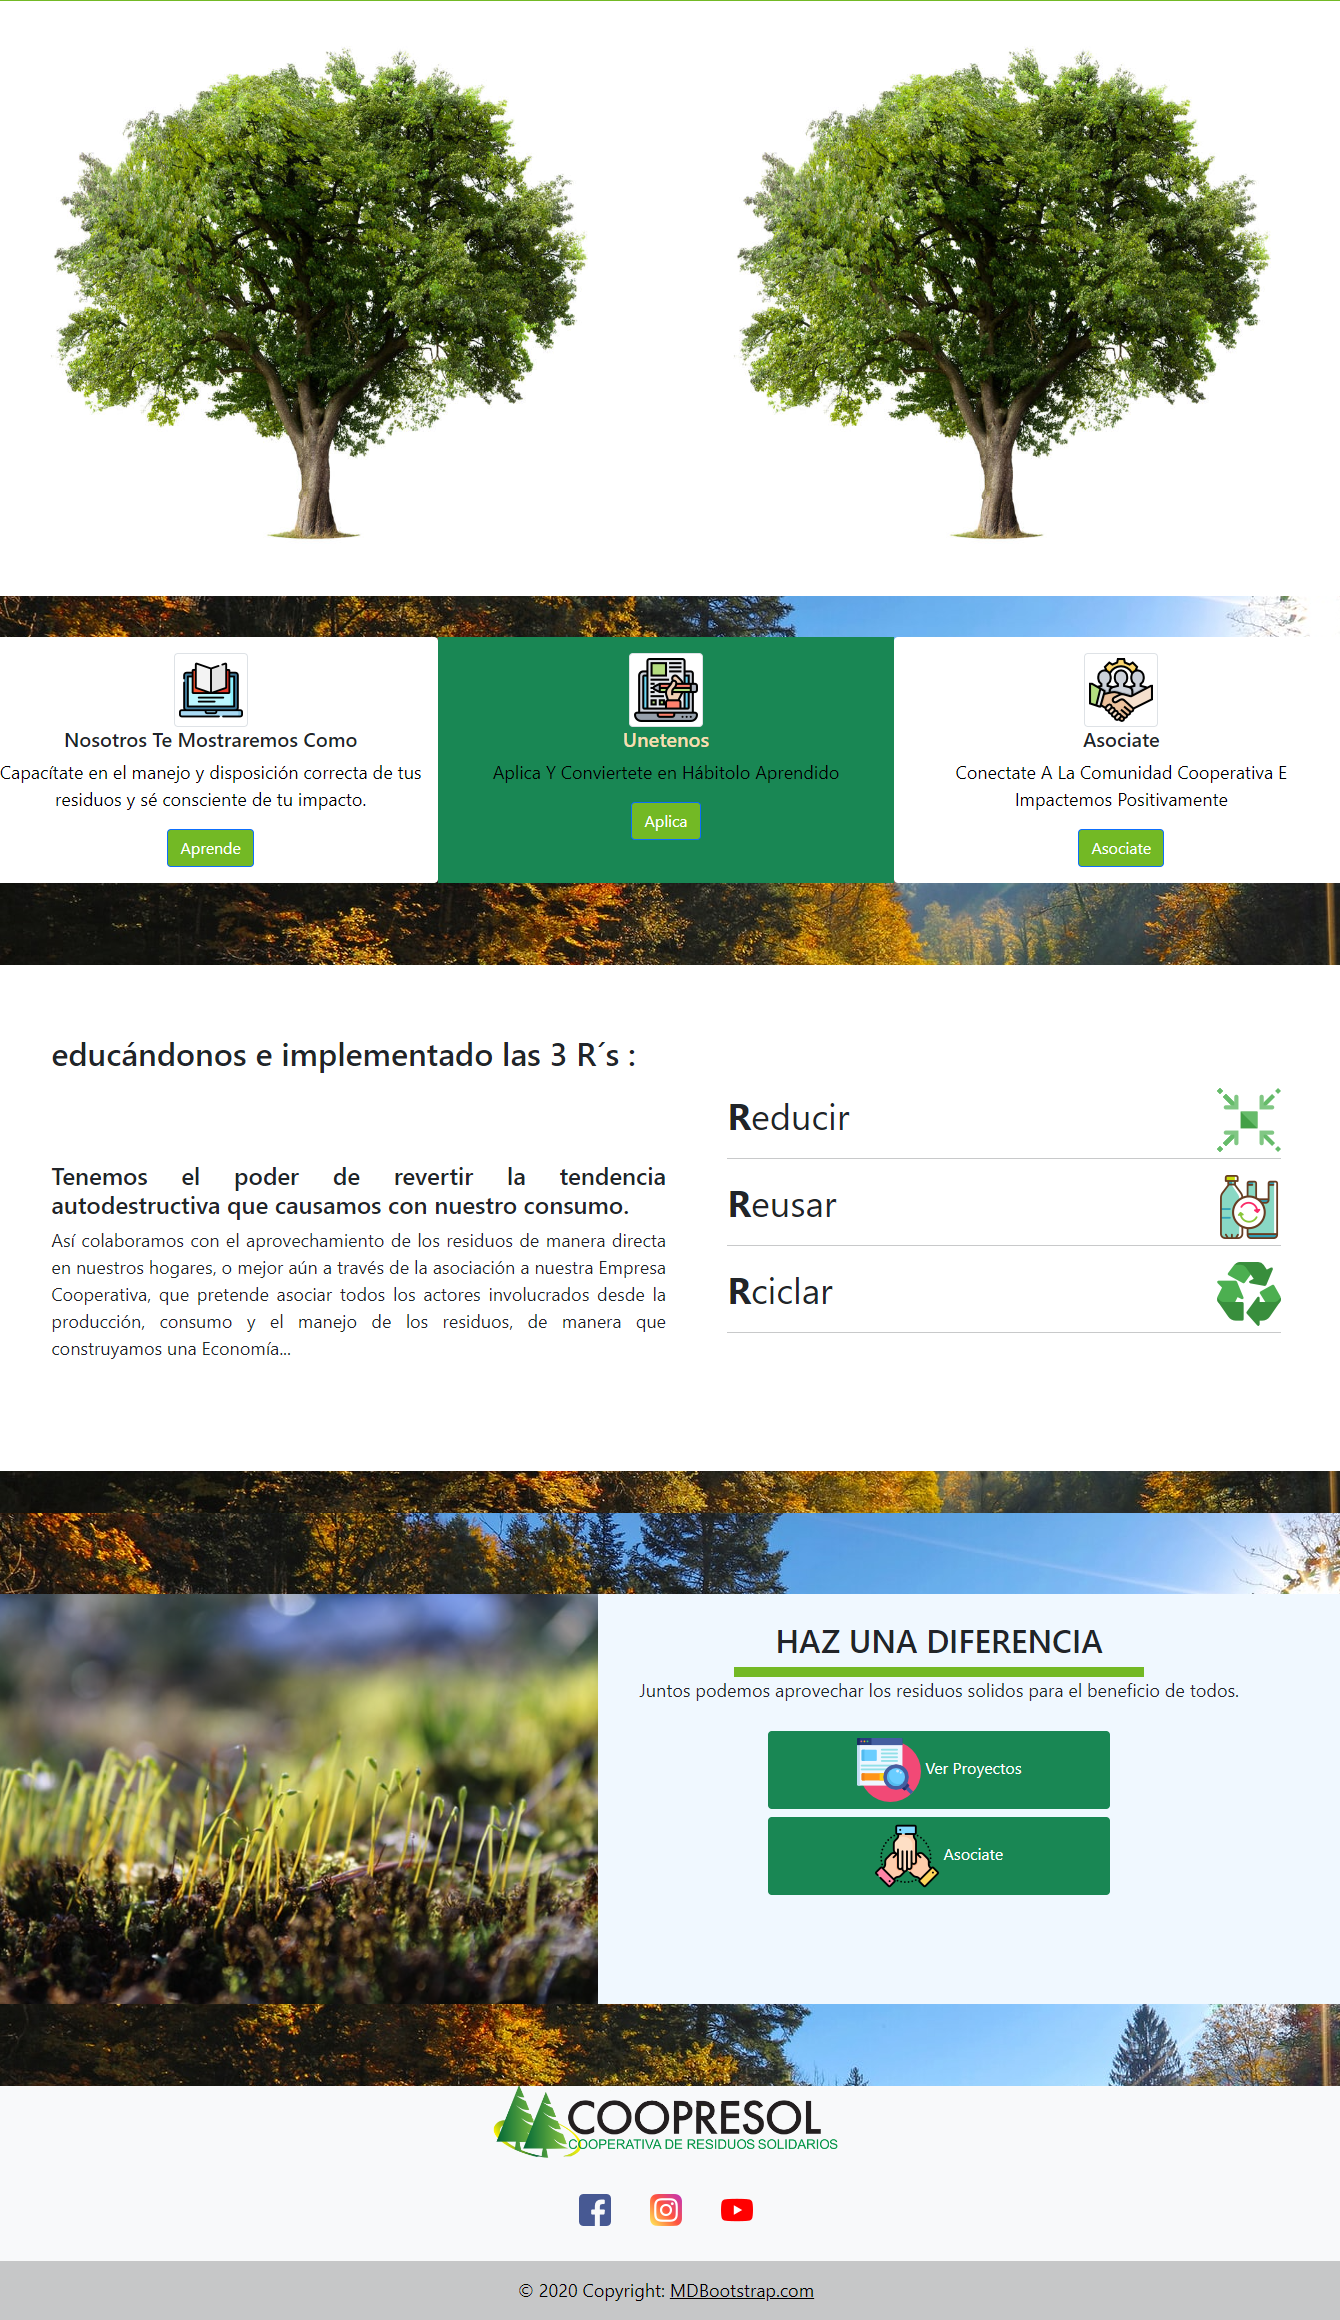 Nosotros Te Mostraremos Como
Capacítate en el manejo y disposición correcta de tus
residuos y sé consciente de tu impacto.
Aprende
Unetenos
Aplica Y Conviertete en Hábitolo Aprendido
Aplica
Asociate
Conectate A La Comunidad Cooperativa E
Impactemos Positivamente
Asociate
educándonos e implementado las 3 R´s :
Tenemos el poder de revertir la tendencia
autodestructiva que causamos con nuestro consumo.
Así colaboramos con el aprovechamiento de los residuos de manera directa
en nuestros hogares, o mejor aún a través de la asociación a nuestra Empresa
Cooperativa, que pretende asociar todos los actores involucrados desde la
producción, consumo y el manejo de los residuos, de manera que
construyamos una Economía...
Reducir
Reusar
Rciclar
HAZ UNA DIFERENCIA
Juntos podemos aprovechar los residuos solidos para el beneficio de todos.
Ver Proyectos
Asociate
COOPRESOL
COOPERATIVA DE RESIDUOS SOLIDARIOS
© 2020 Copyright: MDBootstrap.com